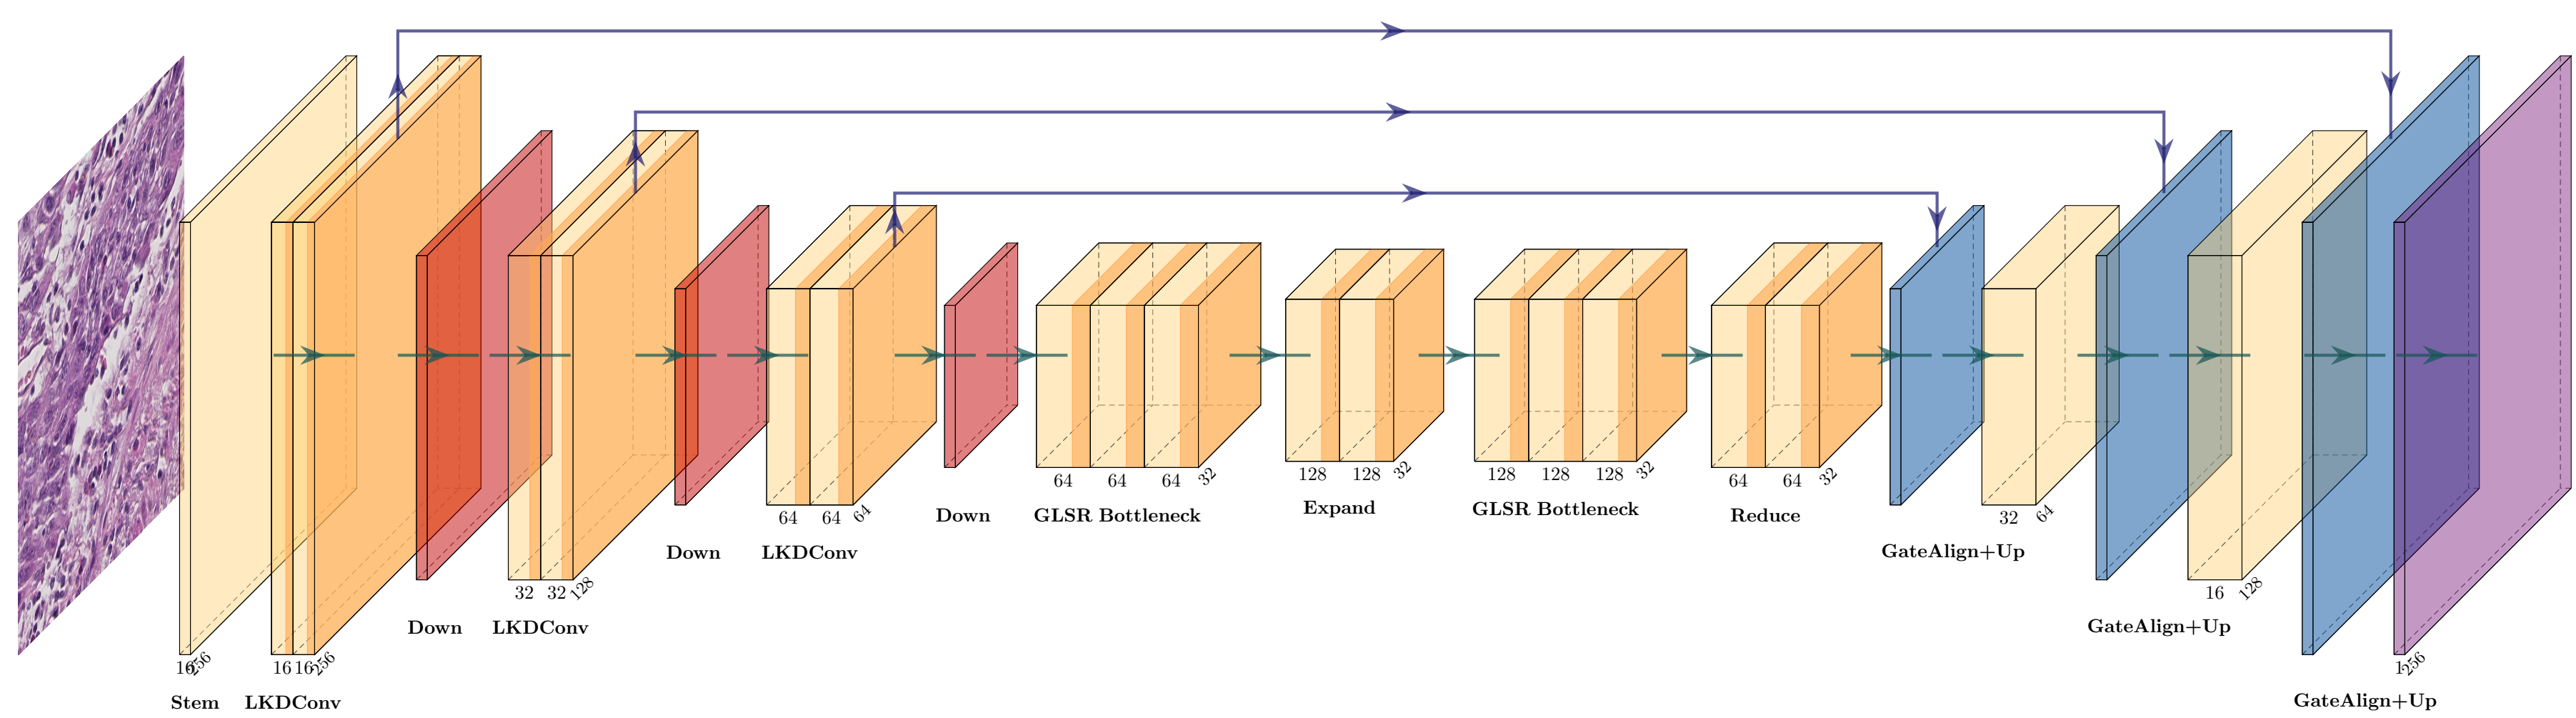 16 256
Stem
16 16 256
LKDConv
Down
32 32 128
LKDConv
Down
64 64 64
LKDConv
Down
64 64 64 32
GLSR Bottleneck
128 128 32
Expand
128 128 128 32
GLSR Bottleneck
64 64 32
Reduce
GateAlign+Up
32 64
GateAlign+Up
16 128
GateAlign+Up
1 256